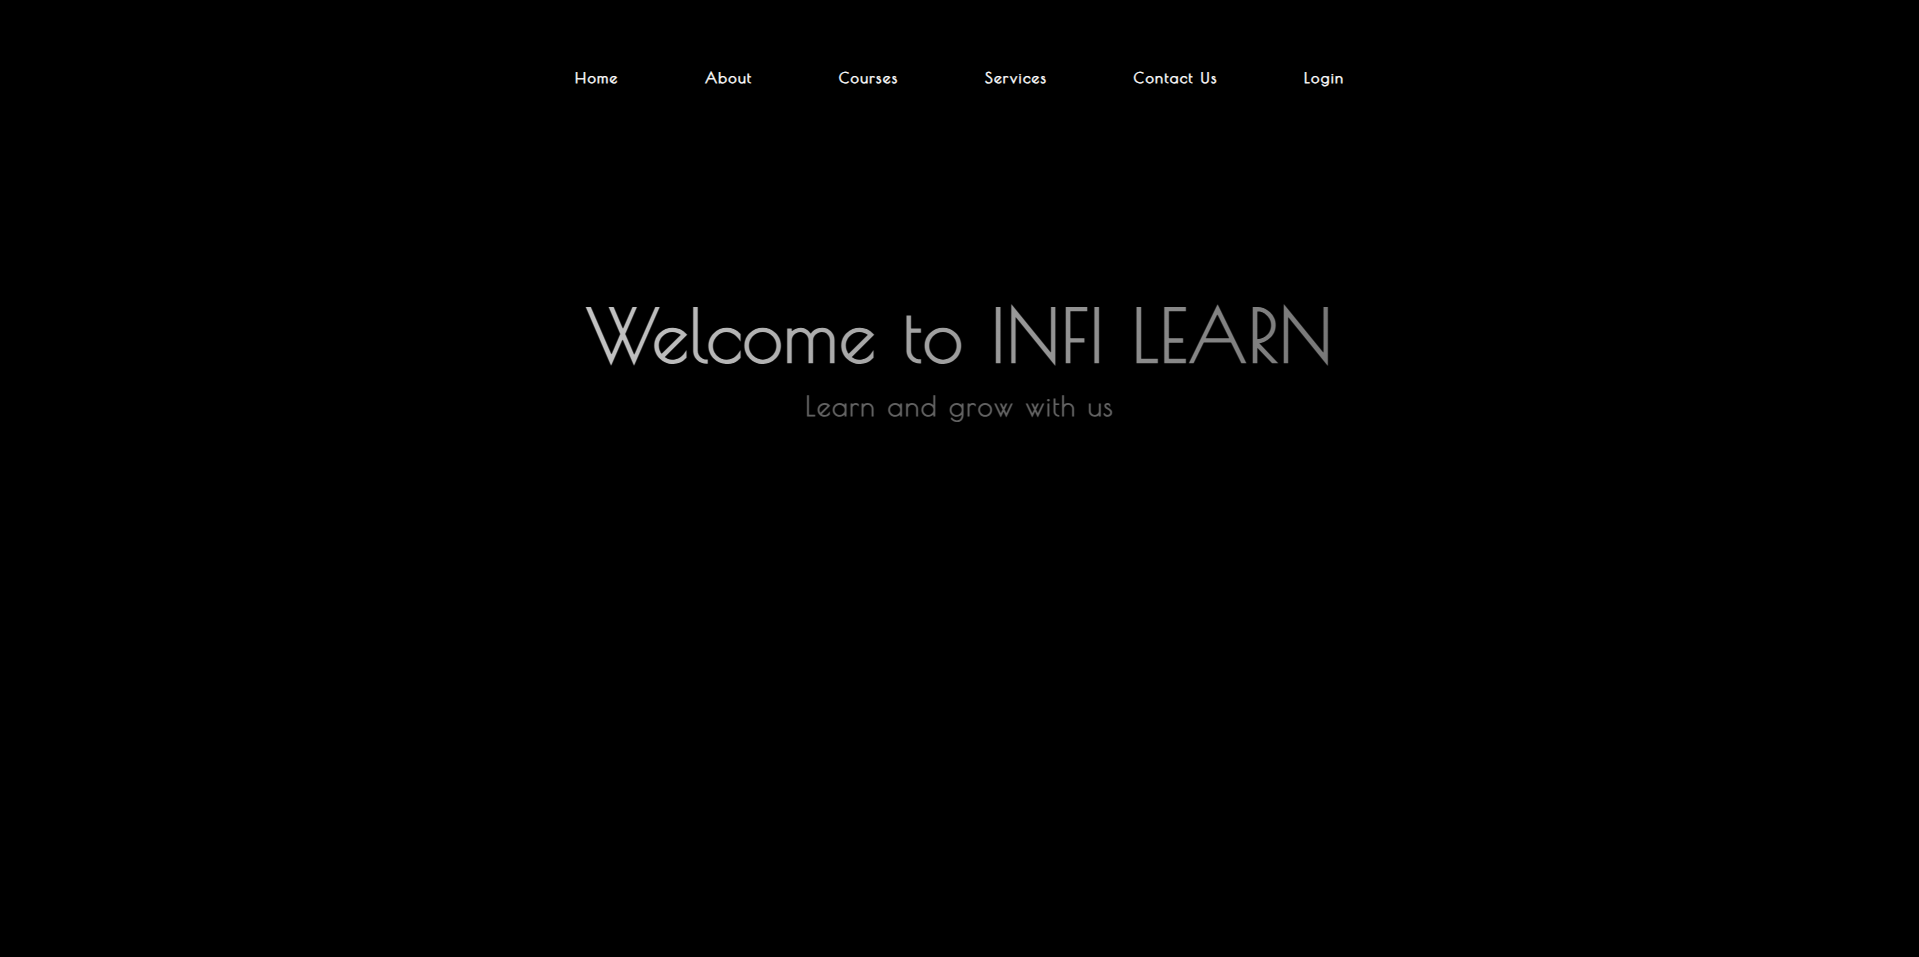 Home About Courses Services Contact Us Login
Welcome to INFI LEARN
Learn and grow with us